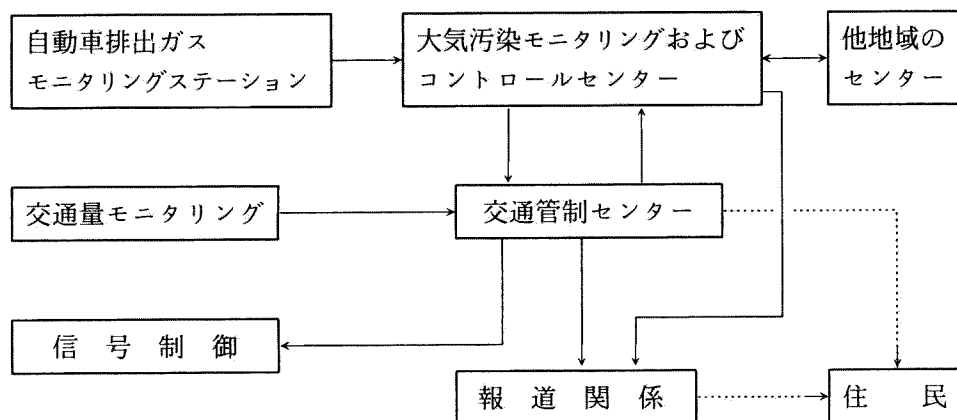 自動車排出ガス
モニタリングステーション
大気汚染モニタリングおよび
コントロールセンター
他地域の
センター
交通量モニタリング
交通管制センター
信号制御
報道関係
住民